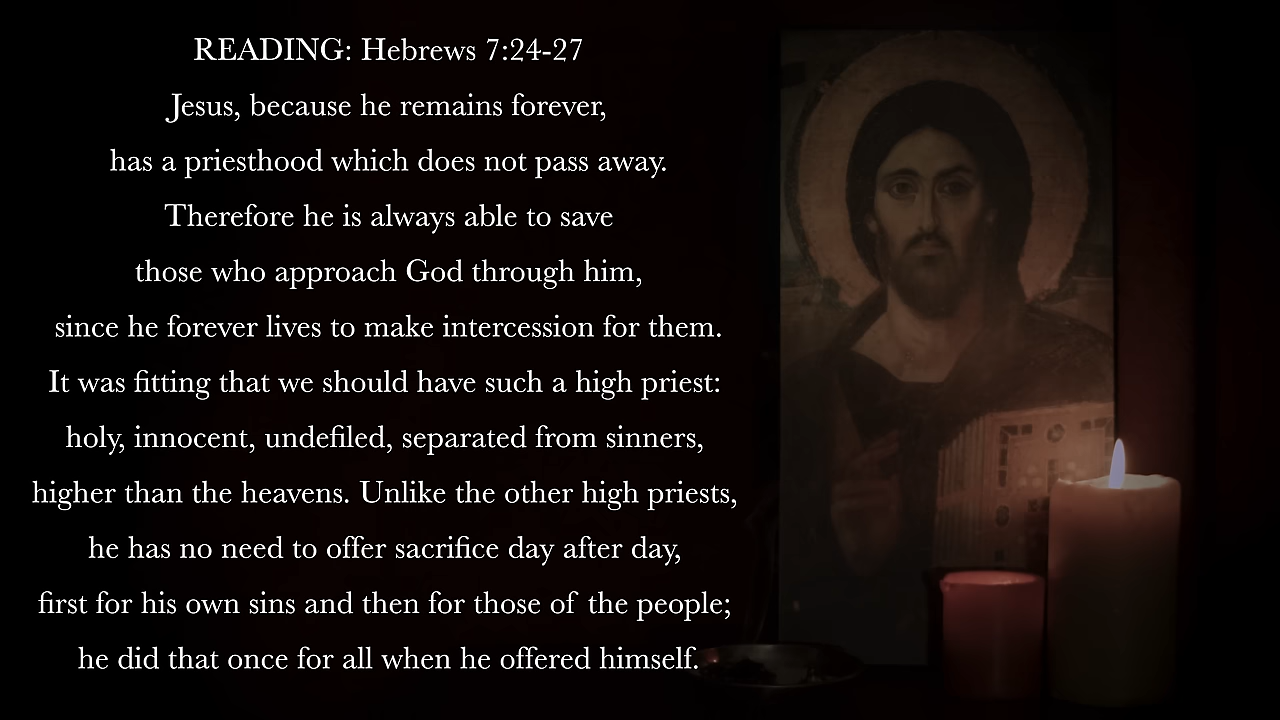 READING: Hebrews 7:24-27
Jesus, because he remains forever,
has a priesthood which does not pass away.
Therefore he is always able to save
those who approach God through him,
since he forever lives to make intercession for them.
It was fitting that we should have such a high priest:
holy, innocent, undefiled, separated from sinners,
higher than the heavens. Unlike the other high priests,
he has no need to offer sacrifice day after day,
first for his own sins and then for those of the people;
he did that once for all when he offered himself.